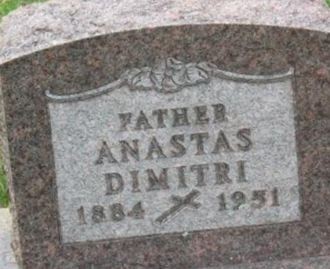 FATHER
ANASTAS
DIMITRI
1884 1951